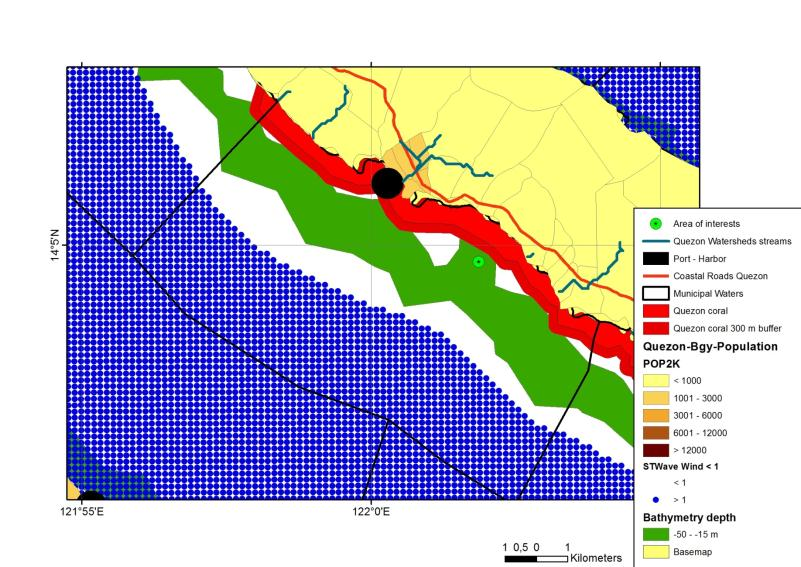 14°5'N
121°55'E
122°0'E
1 0,5 0 1
Kilometers
Area of interests
Quezon Watersheds streams
Port - Harbor
Coastal Roads Quezon
Municipal Waters
Quezon coral
Quezon coral 300 m buffer
Quezon-Bgy-Population
POP2K
< 1000
1001 - 3000
3001 - 6000
6001 - 12000
> 12000
STWave Wind < 1
< 1
> 1
Bathymetry depth
-50 - -15 m
Basemap